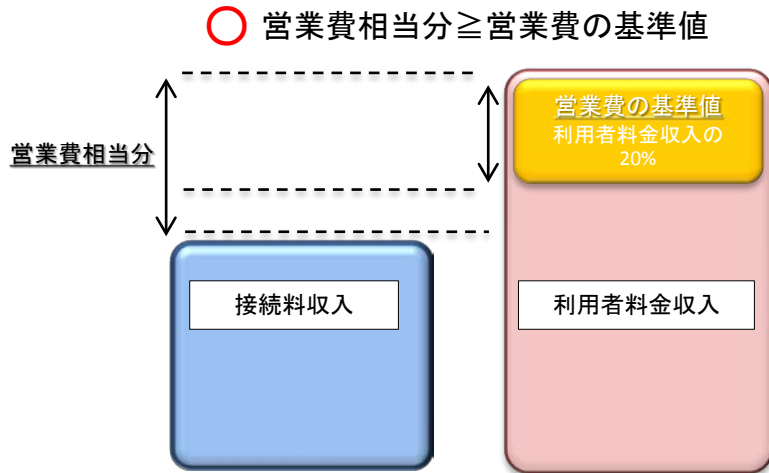 ○ 営業費相当分≧営業費の基準値
営業費の基準値
利用者料金収入の
20%
営業費相当分
接続料収入
利用者料金収入